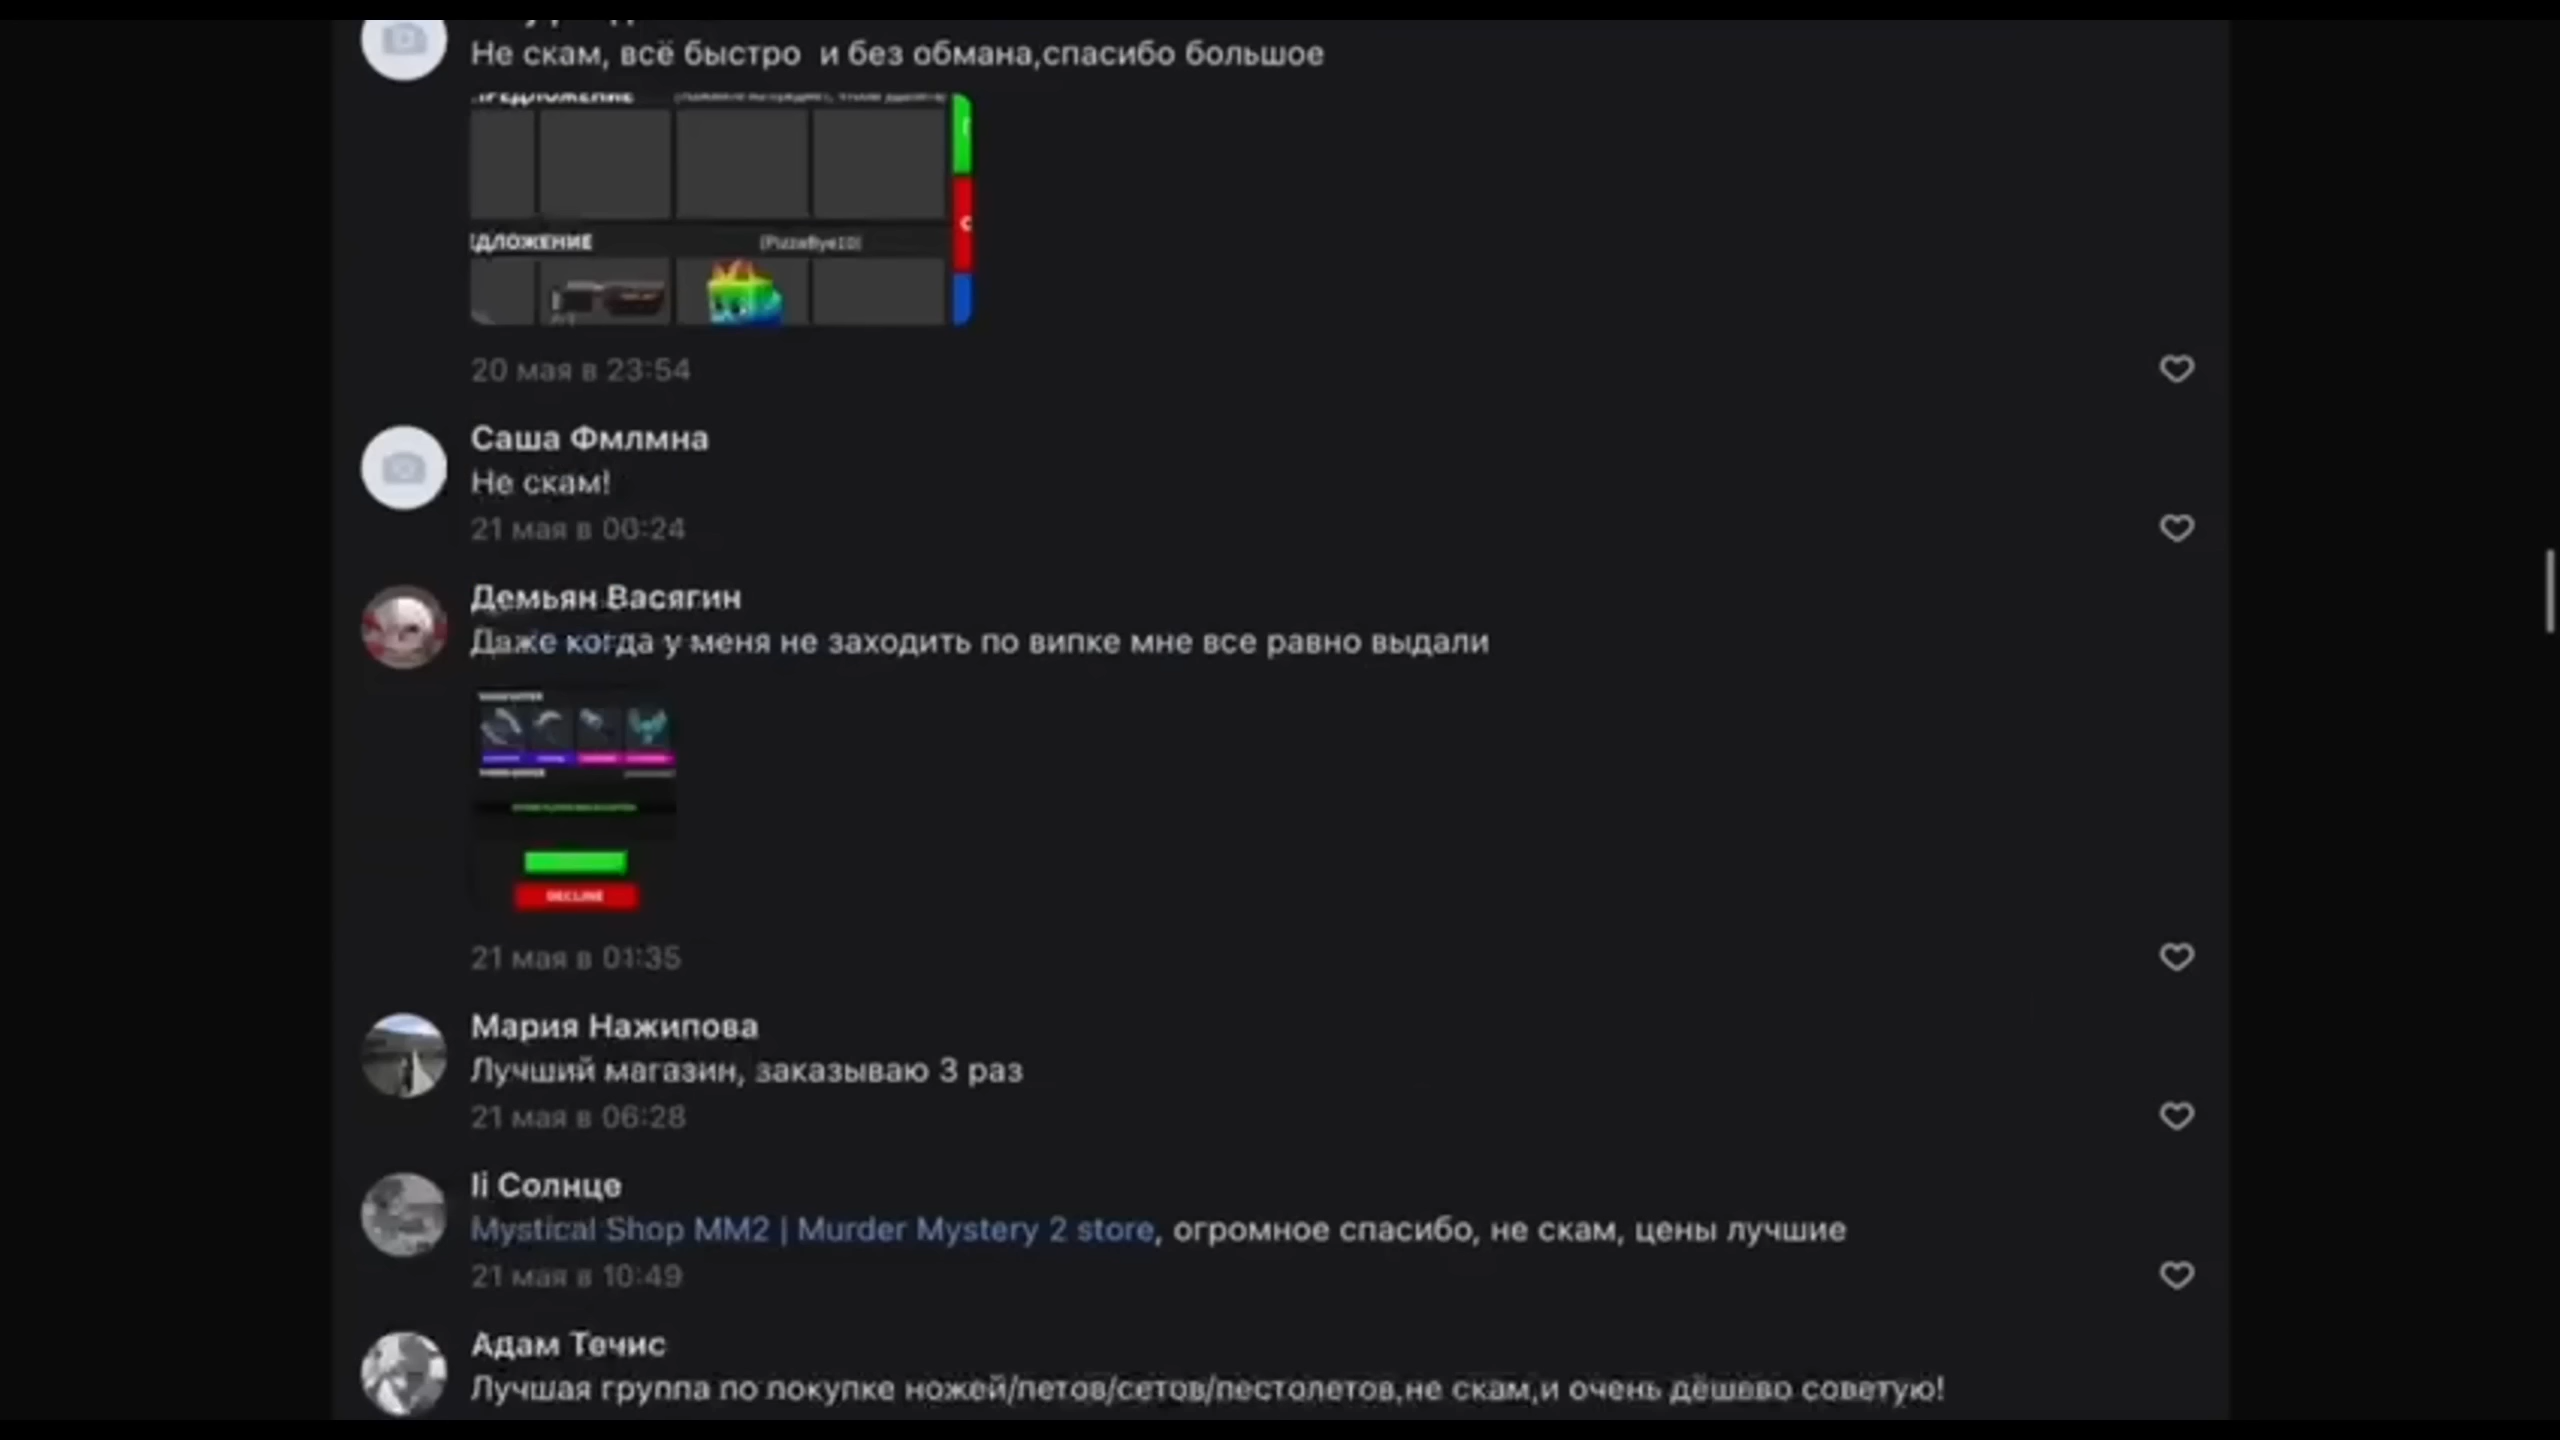 Не скам, всё быстро и без обмана,спасибо большое
ДЛОЖЕНИЕ
(PizzaBye10)
20 мая в 23:54
Саша Фмлмна
Не скам!
21 мая в 00:24
Демьян Васягин
Даже когда у меня не заходить по випке мне все равно выдали
DECLINE
21 мая в 01:35
Мария Нажипова
Лучший магазин, заказываю 3 раз
21 мая в 06:28
Ii Солнце
Mystical Shop MM2 | Murder Mystery 2 store, огромное спасибо, не скам, цены лучшие
21 мая в 10:49
Адам Течис
Лучшая группа по покупке ножей/петов/сетов/пестолетов,не скам,и очень дёшево советую!